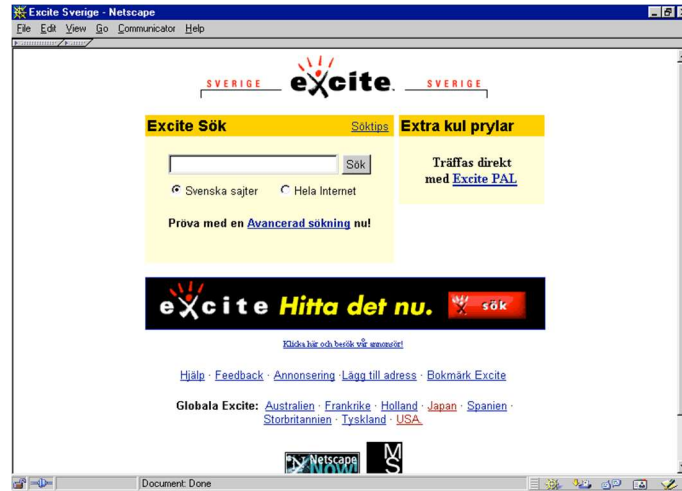 Excite Sverige - Netscape
File Edit View Go Communicator Help
SVERIGE excite. SVERIGE
Excite Sök Söktips
Extra kul prylar
Sök
Svenska sajter Hela Internet
Pröva med en Avancerad sökning nu!
Träffas direkt
med Excite PAL
excite Hitta det nu. sök
Klicka här och besök vår annonsör!
Hjälp · Feedback · Annonsering ·Lägg till adress · Bokmärk Excite
Globala Excite: Australien · Frankrike · Holland · Japan · Spanien ·
Storbritannien · Tyskland · USA.
Netscape
NOW!
M
S
Document: Done